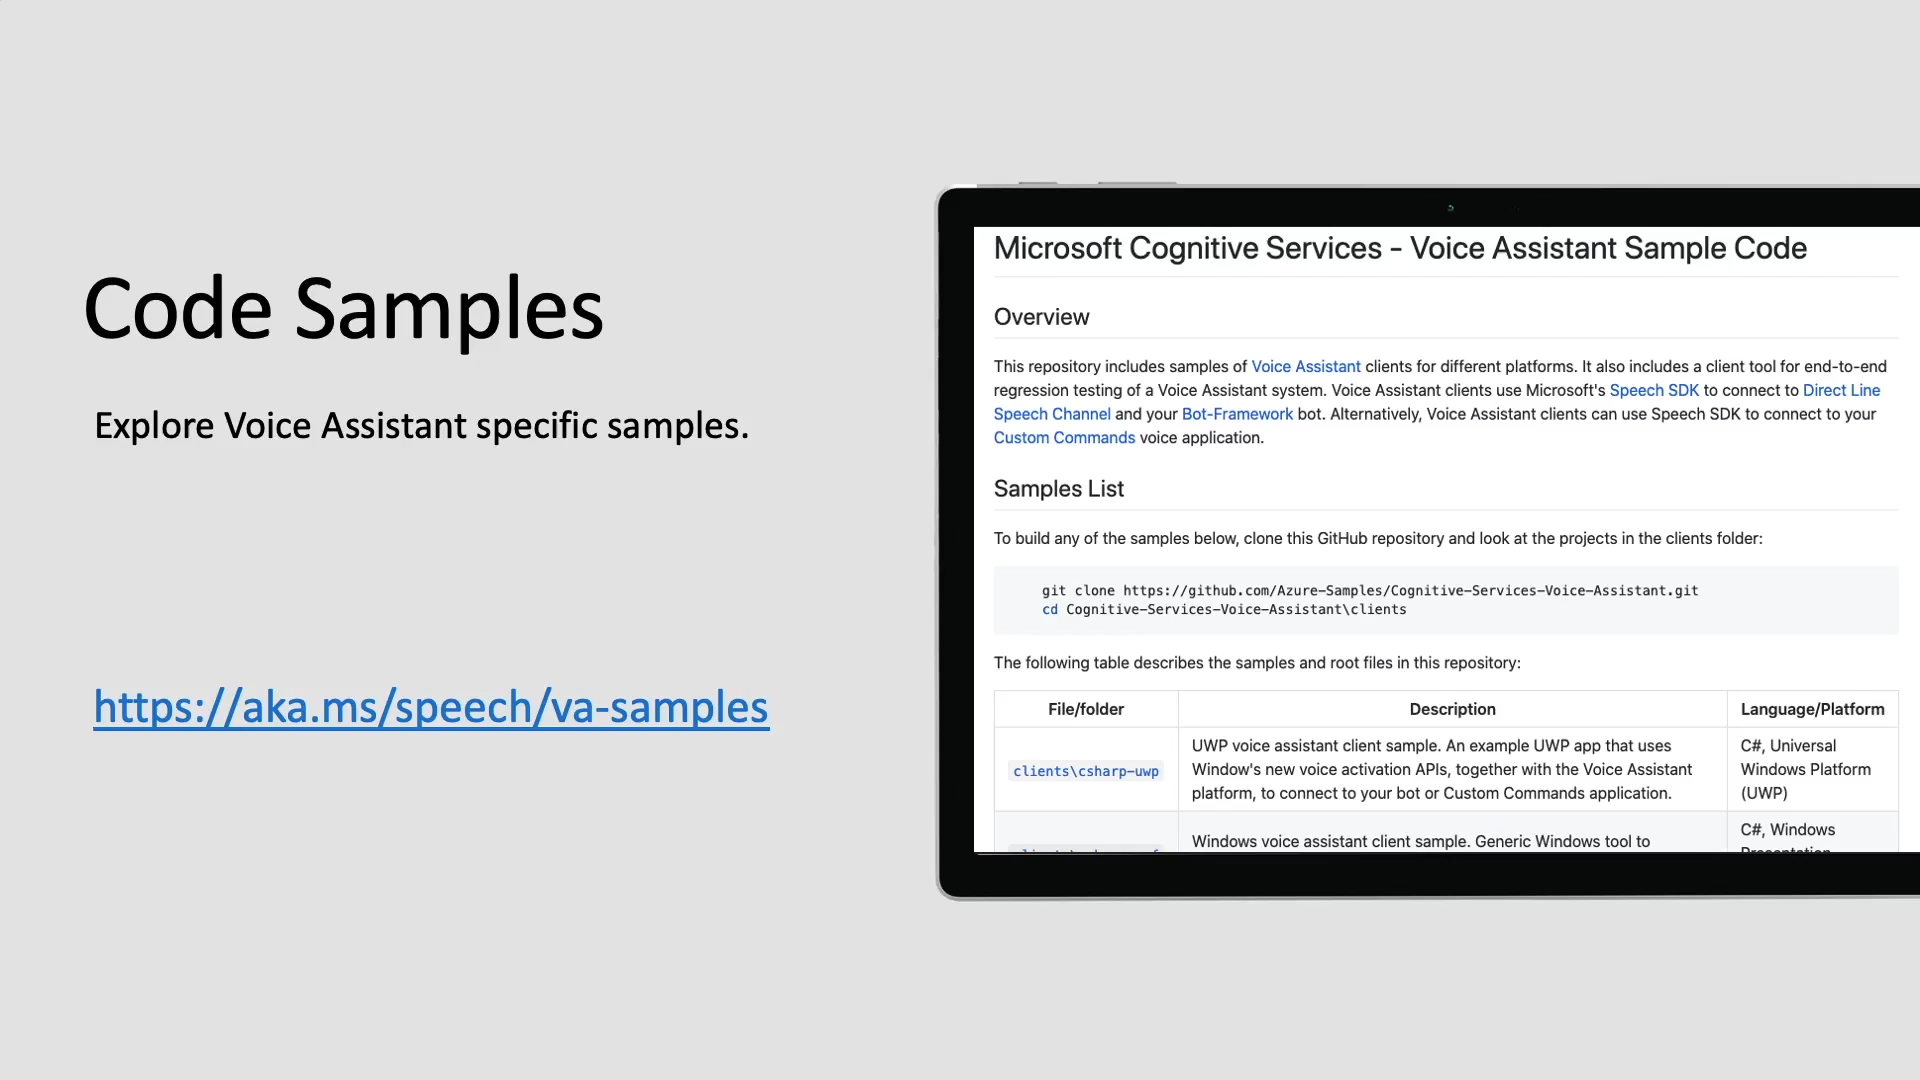 Code Samples
Explore Voice Assistant specific samples.
https://aka.ms/speech/va-samples
Microsoft Cognitive Services - Voice Assistant Sample Code
Overview
This repository includes samples of Voice Assistant clients for different platforms. It also includes a client tool for end-to-end
regression testing of a Voice Assistant system. Voice Assistant clients use Microsoft's Speech SDK to connect to Direct Line
Speech Channel and your Bot-Framework bot. Alternatively, Voice Assistant clients can use Speech SDK to connect to your
Custom Commands voice application.
Samples List
To build any of the samples below, clone this GitHub repository and look at the projects in the clients folder:
git clone https://github.com/Azure-Samples/Cognitive-Services-Voice-Assistant.git
cd Cognitive-Services-Voice-Assistant\clients
The following table describes the samples and root files in this repository:
File/folder Description Language/Platform
clients\csharp-uwp
UWP voice assistant client sample. An example UWP app that uses
Window's new voice activation APIs, together with the Voice Assistant
platform, to connect to your bot or Custom Commands application.
C#, Universal
Windows Platform
(UWP)
Windows voice assistant client sample. Generic Windows tool to
C#, Windows